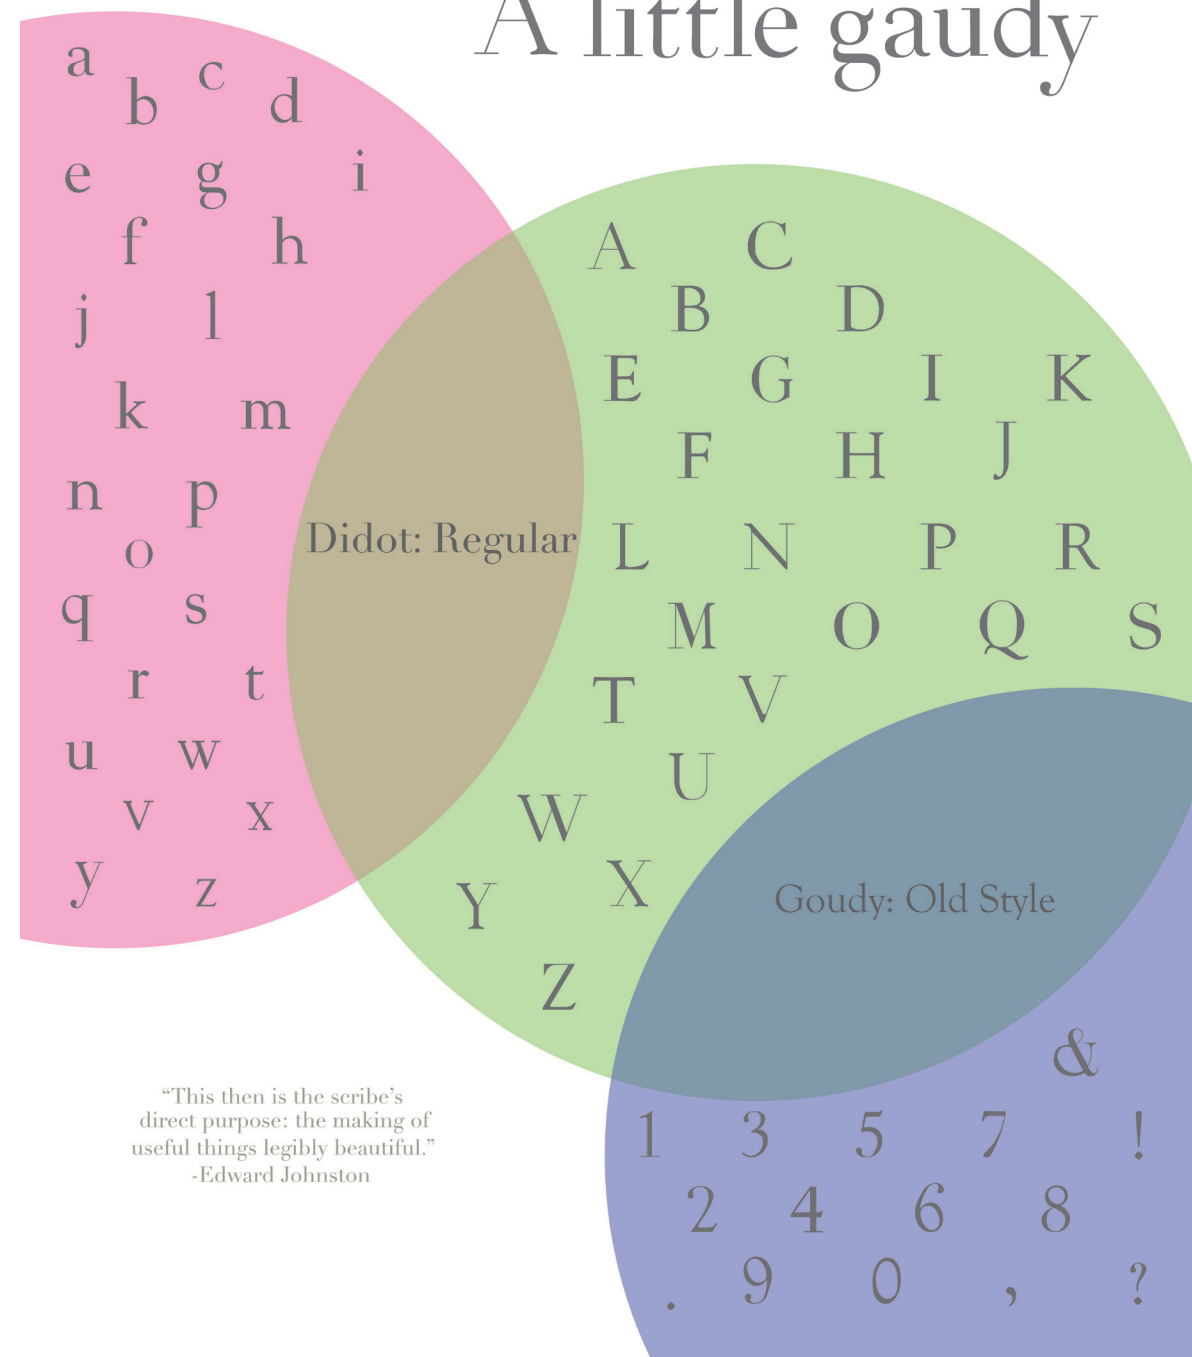 A little gaudy
a
b
c
d
e
g
i
f
h
j
l
k
m
n
p
o
q
s
r
t
u
w
v
x
y
z
Didot: Regular
A
C
B
D
E
G
I
K
F
H
J
L
N
P
R
M
O
Q
S
T
V
U
W
X
Y
Z
Goudy: Old Style
&
1 3 5 7 !
2 4 6 8
. 9 0 , ?
“This then is the scribe’s
direct purpose: the making of
useful things legibly beautiful.”
-Edward Johnston